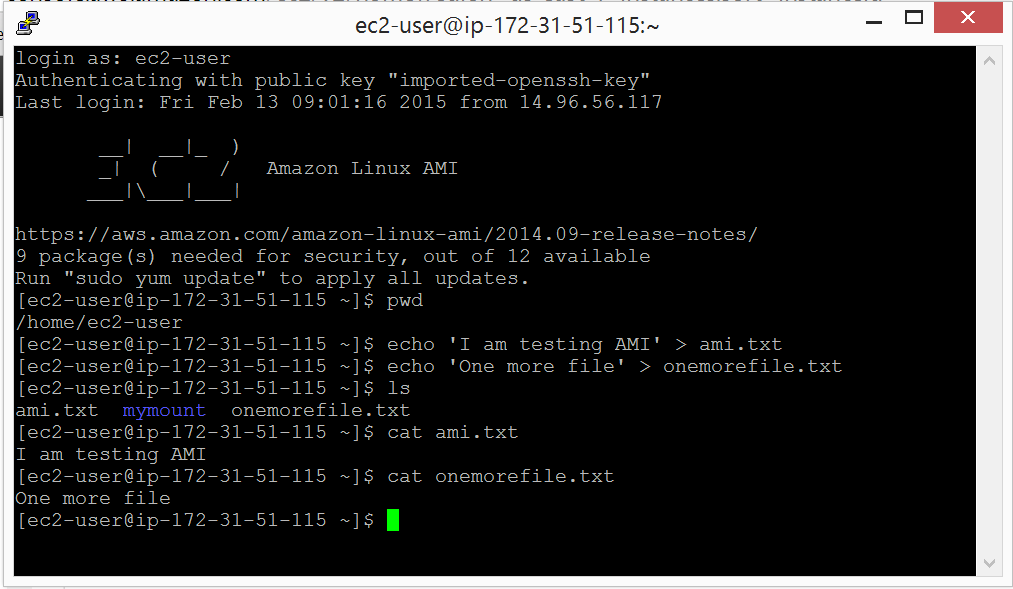 ec2-user@ip-172-31-51-115:~
login as: ec2-user
Authenticating with public key "imported-openssh-key"
Last login: Fri Feb 13 09:01:16 2015 from 14.96.56.117
       __|  __|_  )
       _|  (     /   Amazon Linux AMI
      ___|\___|___|
https://aws.amazon.com/amazon-linux-ami/2014.09-release-notes/
9 package(s) needed for security, out of 12 available
Run "sudo yum update" to apply all updates.
[ec2-user@ip-172-31-51-115 ~]$ pwd
/home/ec2-user
[ec2-user@ip-172-31-51-115 ~]$ echo 'I am testing AMI' > ami.txt
[ec2-user@ip-172-31-51-115 ~]$ echo 'One more file' > onemorefile.txt
[ec2-user@ip-172-31-51-115 ~]$ ls
ami.txt  mymount  onemorefile.txt
[ec2-user@ip-172-31-51-115 ~]$ cat ami.txt
I am testing AMI
[ec2-user@ip-172-31-51-115 ~]$ cat onemorefile.txt
One more file
[ec2-user@ip-172-31-51-115 ~]$